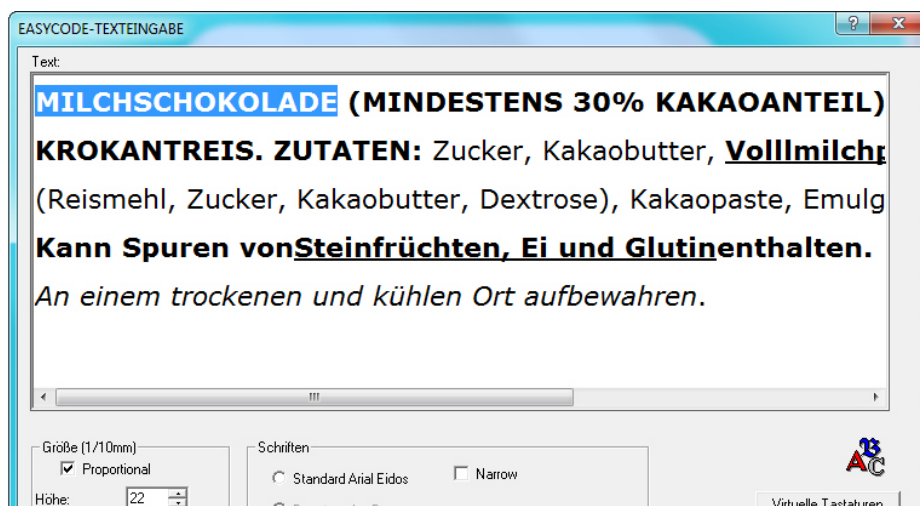 EASYCODE-TEXTEINGABE
Text:
MILCHSCHOKOLADE (MINDESTENS 30% KAKAOANTEIL)
KROKANTREIS. ZUTATEN: Zucker, Kakaobutter, Volllmilchp
(Reismehl, Zucker, Kakaobutter, Dextrose), Kakaopaste, Emulg
Kann Spuren vonSteinfrüchten, Ei und Glutinenthalten.
An einem trockenen und kühlen Ort aufbewahren.
Größe (1/10mm)
Proportional
Höhe: 22
Schriften
Standard Arial Eidos
Narrow
ABC
Virtuelle Tastaturen